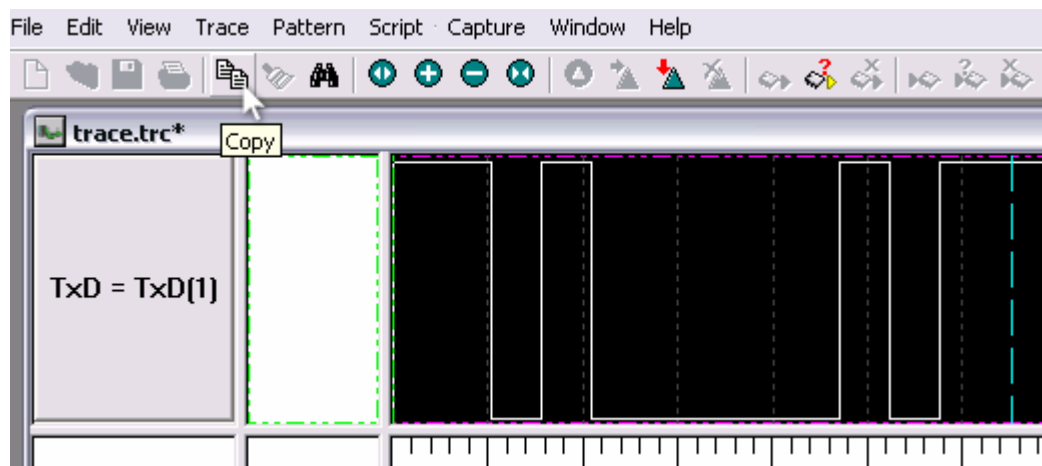 File Edit View Trace Pattern Script Capture Window Help
trace.trc*
Copy
TxD = TxD(1)